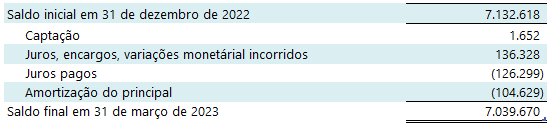 Saldo inicial em 31 de dezembro de 2022 7.132.618
Captação 1.652
Juros, encargos, variações monetárial incorridos 136.328
Juros pagos (126.299)
Amortização do principal (104.629)
Saldo final em 31 de março de 2023 7.039.670